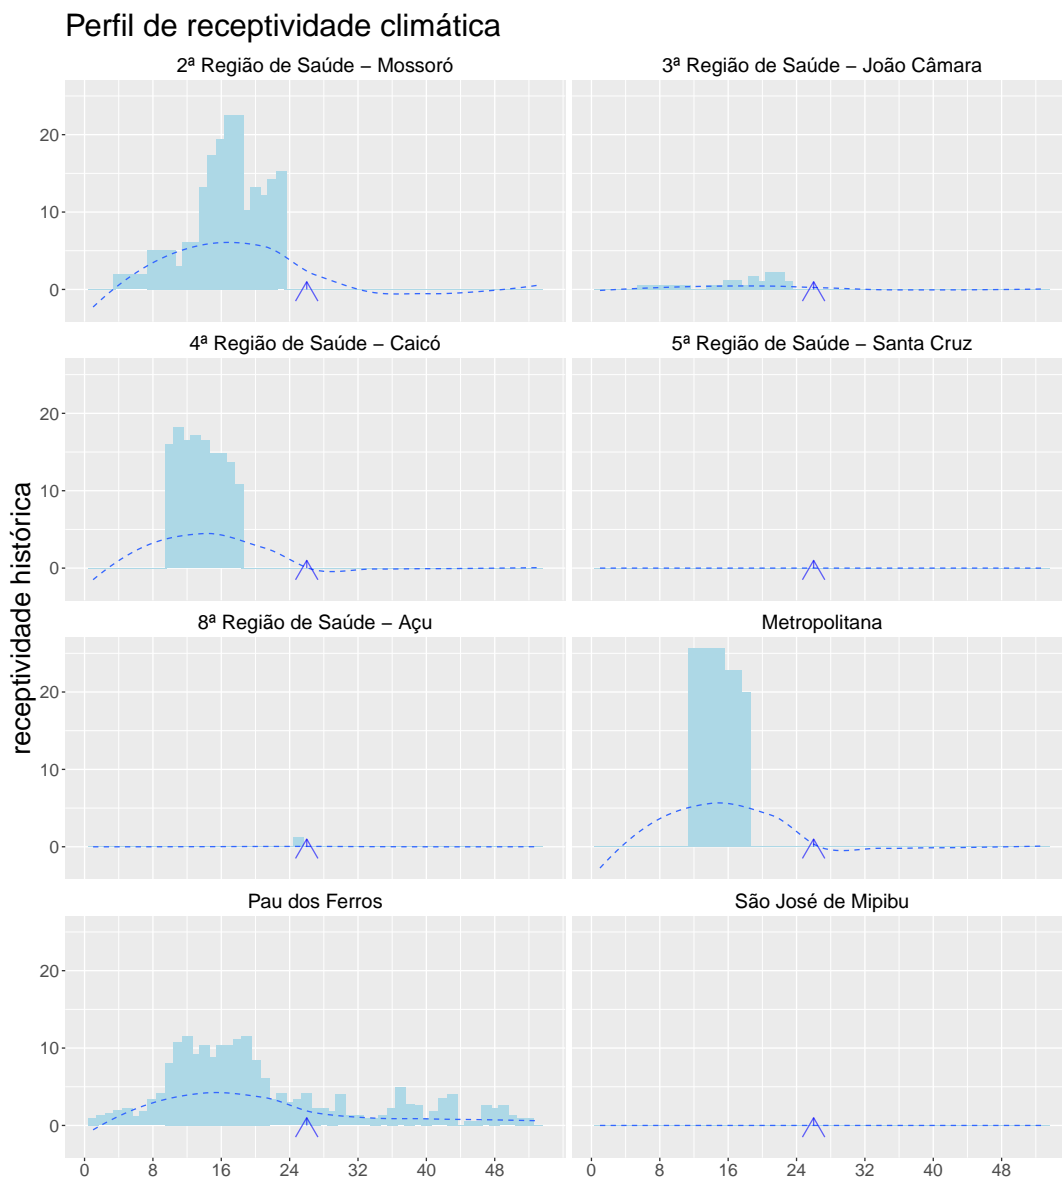 Perfil de receptividade climática
2ª Região de Saúde – Mossoró
3ª Região de Saúde – João Câmara
20
10
0
4ª Região de Saúde – Caicó
5ª Região de Saúde – Santa Cruz
20
10
0
receptividade histórica
8ª Região de Saúde – Açu
Metropolitana
20
10
0
Pau dos Ferros
São José de Mipibu
20
10
0
0 8 16 24 32 40 48
0 8 16 24 32 40 48